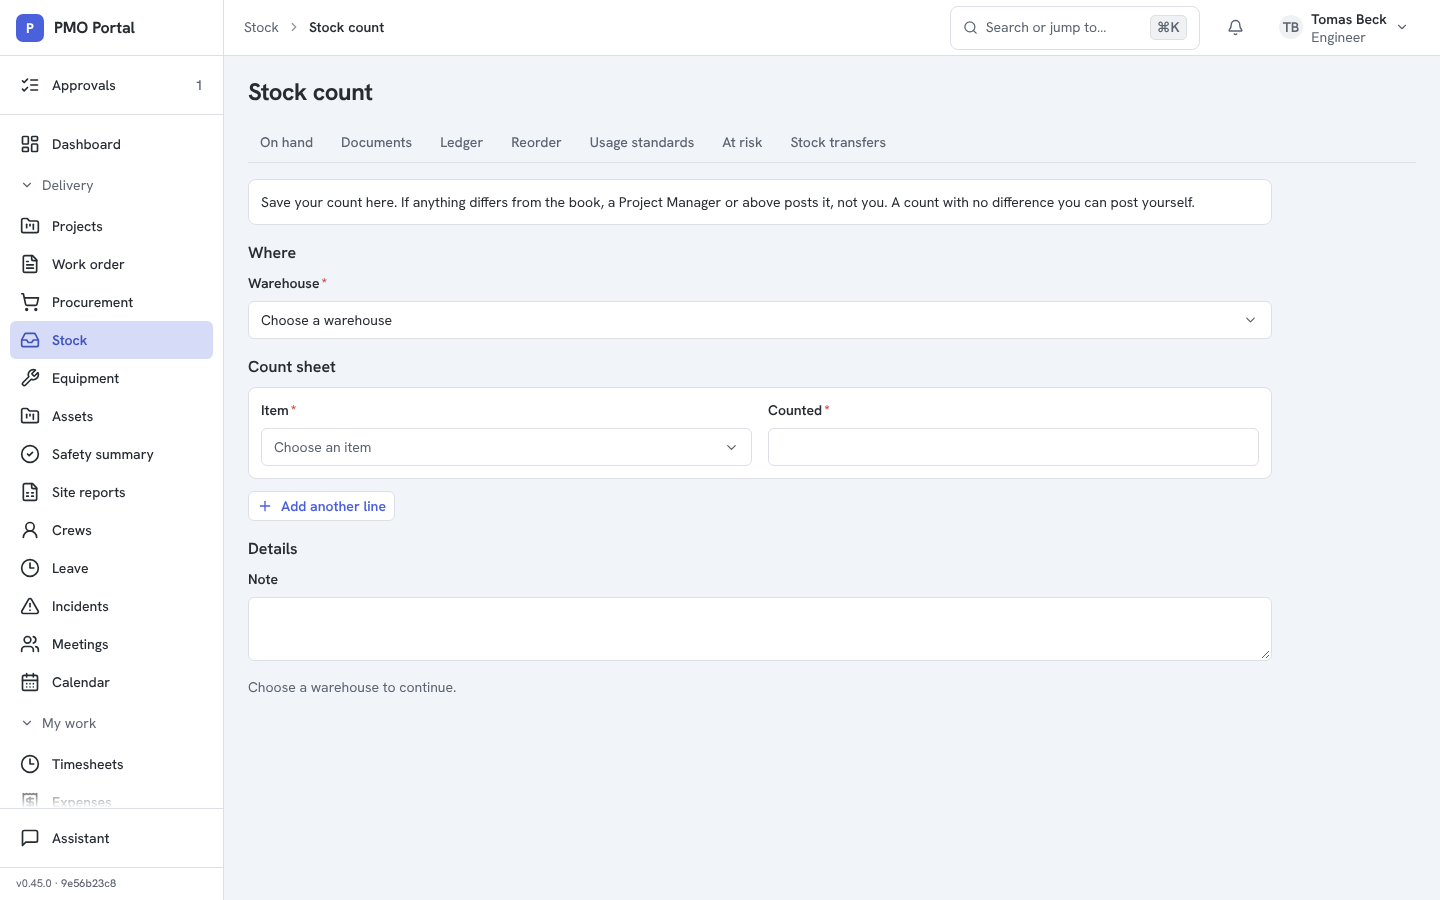 P PMO Portal
Stock > Stock count
Search or jump to... ⌘K
TB Tomas Beck
Engineer
Approvals 1
Dashboard
Delivery
Projects
Work order
Procurement
Stock
Equipment
Assets
Safety summary
Site reports
Crews
Leave
Incidents
Meetings
Calendar
My work
Timesheets
Expenses
Assistant
v0.45.0 · 9e56b23c8
Stock count
On hand Documents Ledger Reorder Usage standards At risk Stock transfers
Save your count here. If anything differs from the book, a Project Manager or above posts it, not you. A count with no difference you can post yourself.
Where
Warehouse *
Choose a warehouse
Count sheet
Item * Counted *
Choose an item
+ Add another line
Details
Note
Choose a warehouse to continue.